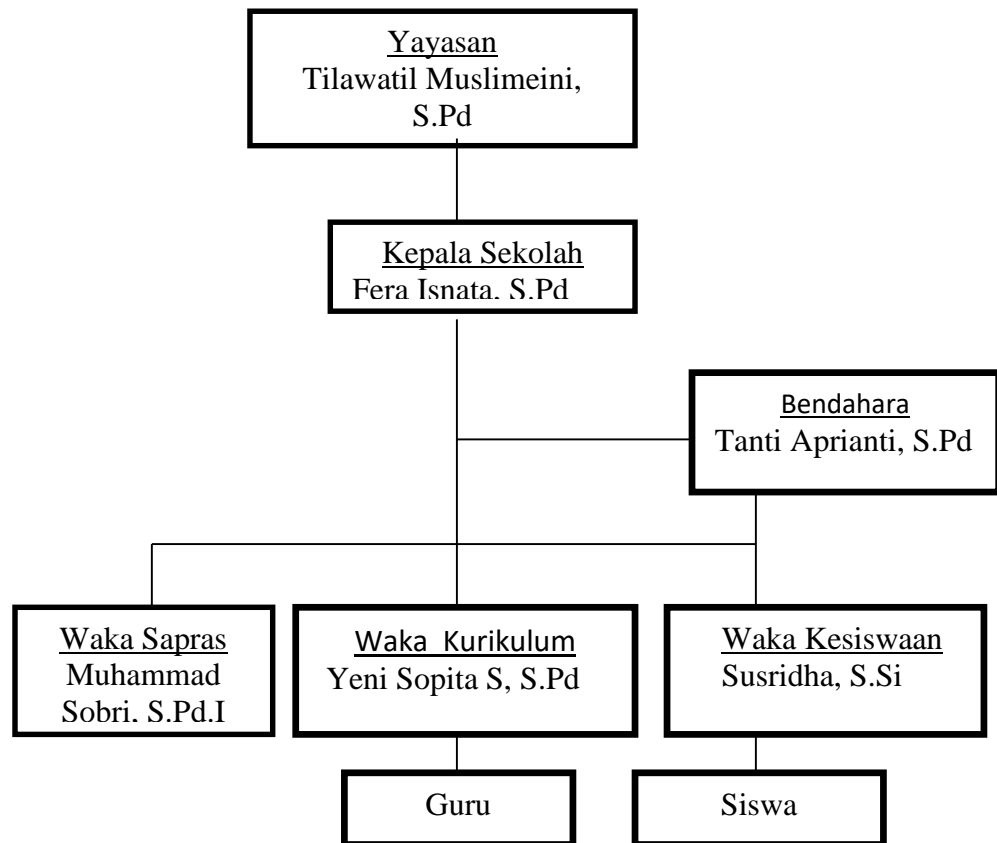 Yayasan
Tilawatil Muslimeini,
S.Pd
Kepala Sekolah
Fera Isnata, S.Pd
Bendahara
Tanti Aprianti, S.Pd
Waka Sapras
Muhammad
Sobri, S.Pd.I
Waka Kurikulum
Yeni Sopita S, S.Pd
Waka Kesiswaan
Susridha, S.Si
Guru
Siswa